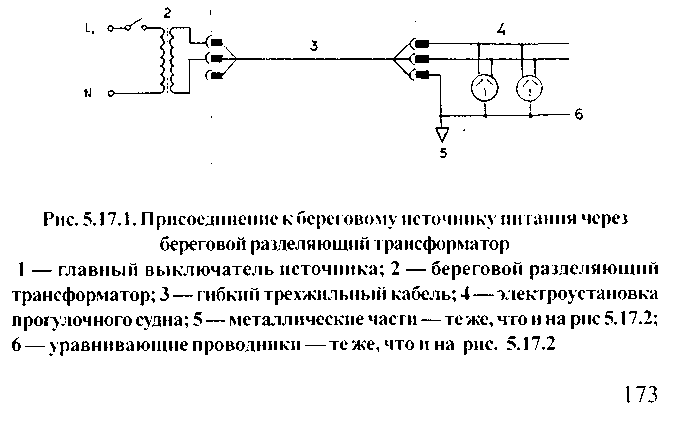 2
L,
3
4
N
6
5
Рис. 5.17.1. Присоединение к береговому источнику питания через
береговой разделяющий трансформатор
1 — главный выключатель источника; 2 — береговой разделяющий
трансформатор; 3 — гибкий трехжильный кабель; 4 — электроустановка
прогулочного судна; 5 — металлические части — те же, что и на рис 5.17.2;
6 — уравнивающие проводники — те же, что и на рис. 5.17.2
173